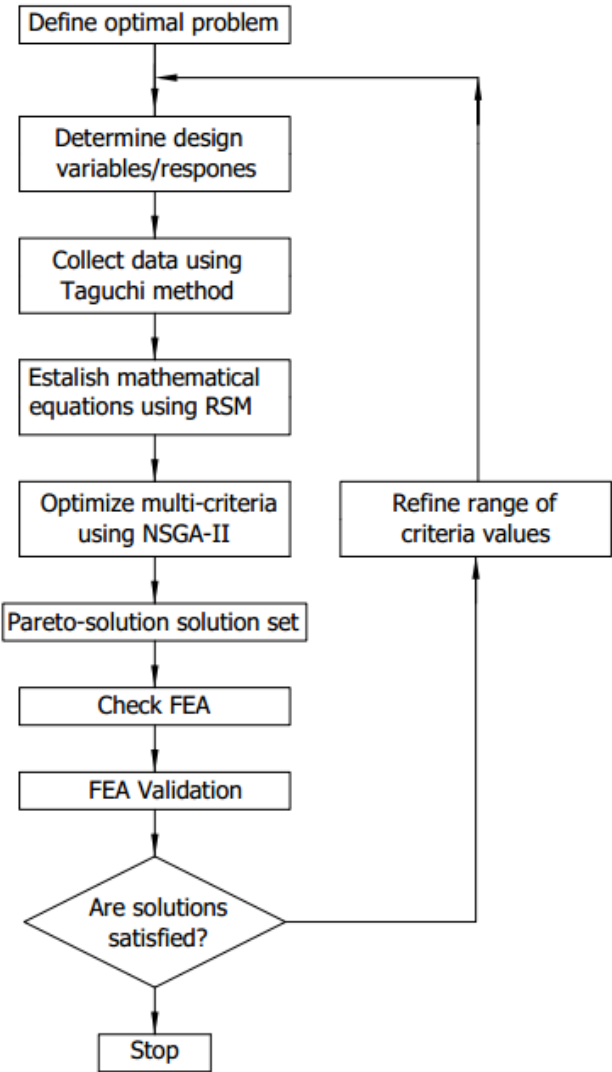 Define optimal problem
Determine design
variables/respones
Collect data using
Taguchi method
Estalish mathematical
equations using RSM
Optimize multi-criteria
using NSGA-II
Refine range of
criteria values
Pareto-solution solution set
Check FEA
FEA Validation
Are solutions
satisfied?
Stop